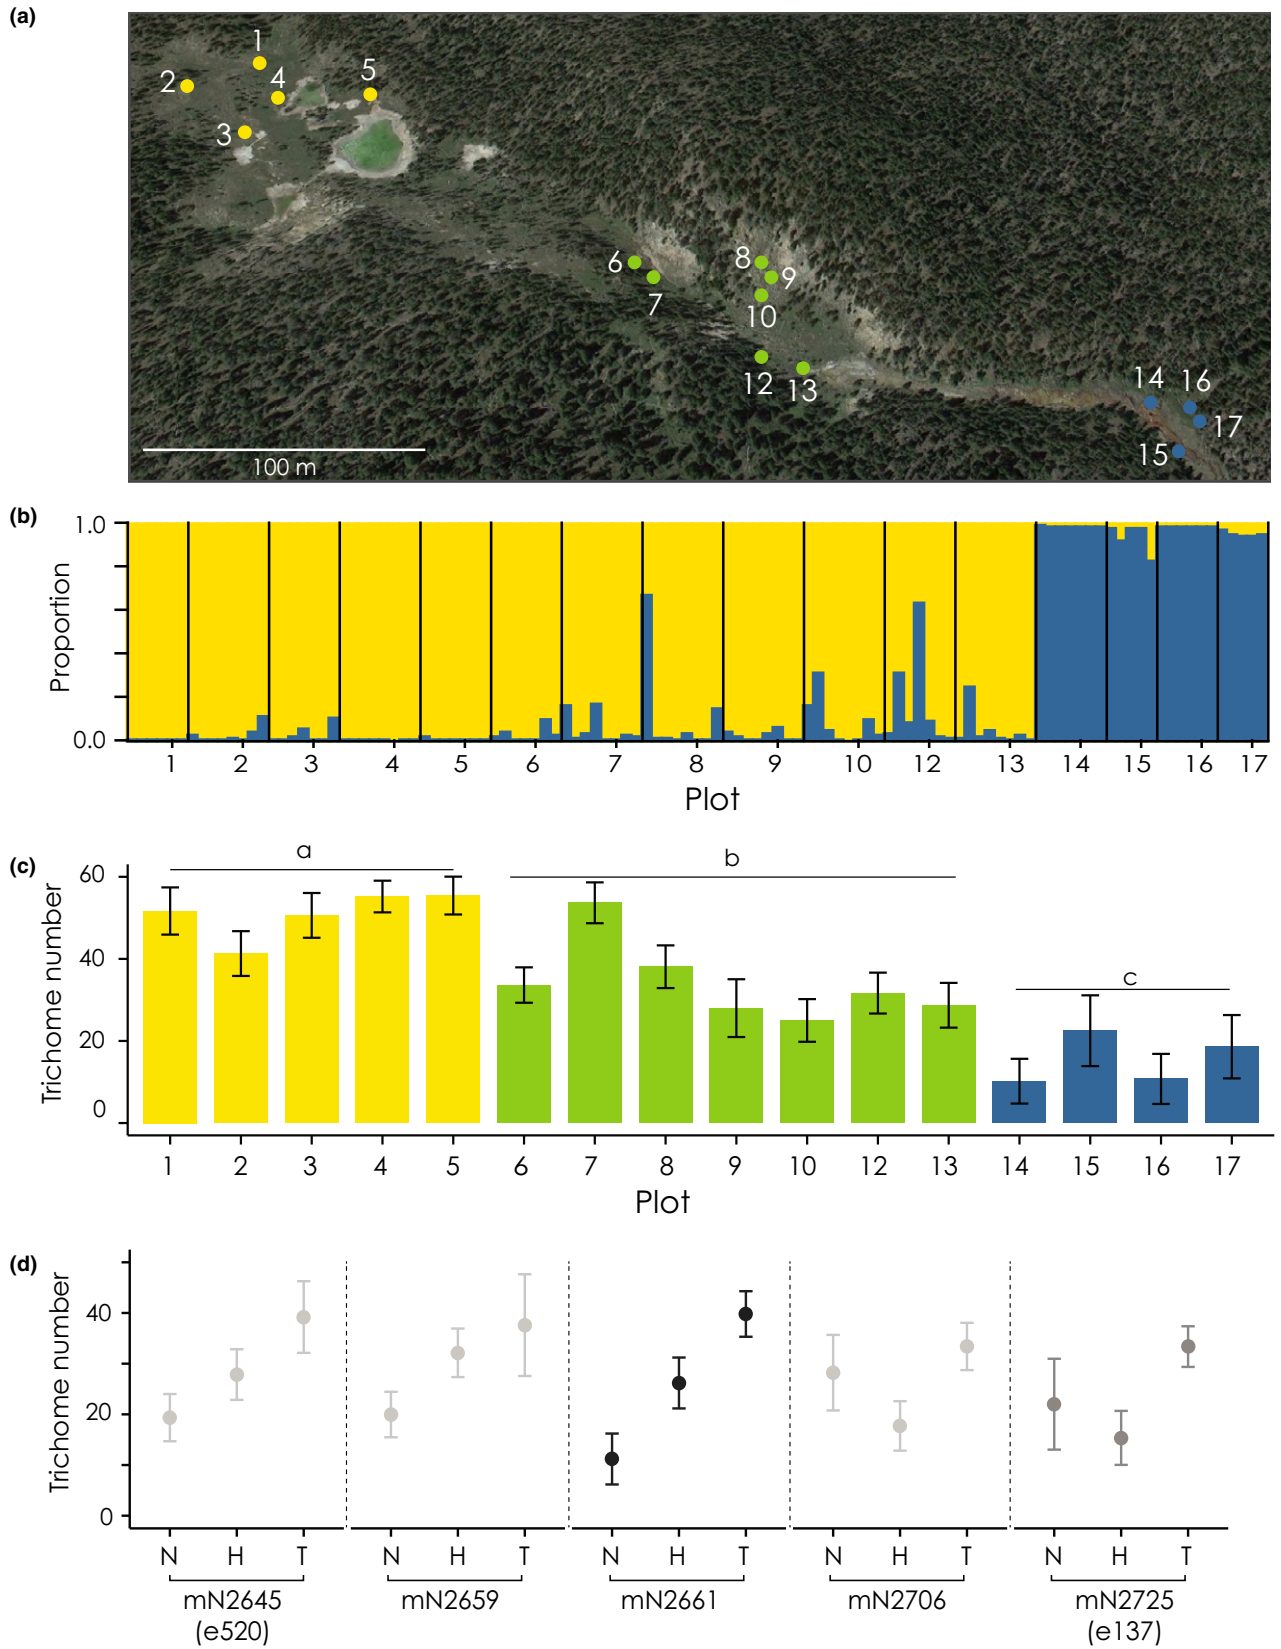 (a)
1
2
4
5
3
6
7
8
9
10
12
13
14
16
17
15
100 m
(b)
1.0
0.0
Proportion
1 2 3 4 5 6 7 8 9 10 12 13 14 15 16 17
Plot
(c)
60
40
20
0
Trichome number
a
b
c
1 2 3 4 5 6 7 8 9 10 12 13 14 15 16 17
Plot
(d)
40
20
0
Trichome number
N H T N H T N H T N H T N H T
mN2645 mN2659 mN2661 mN2706 mN2725
(e520) (e137)